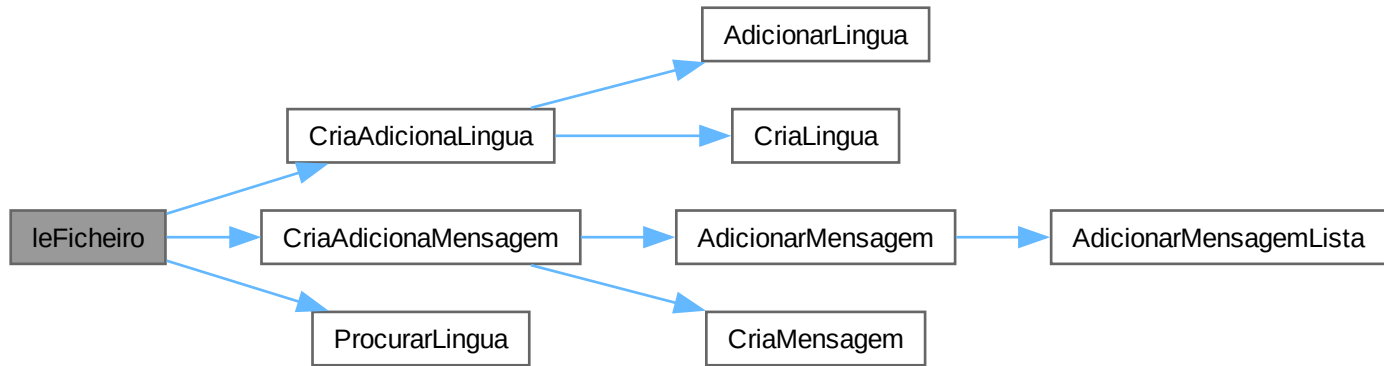 AdicionarLingua
CriaAdicionaLingua
CriaLingua
leFicheiro
CriaAdicionaMensagem
AdicionarMensagem
AdicionarMensagemLista
ProcurarLingua
CriaMensagem